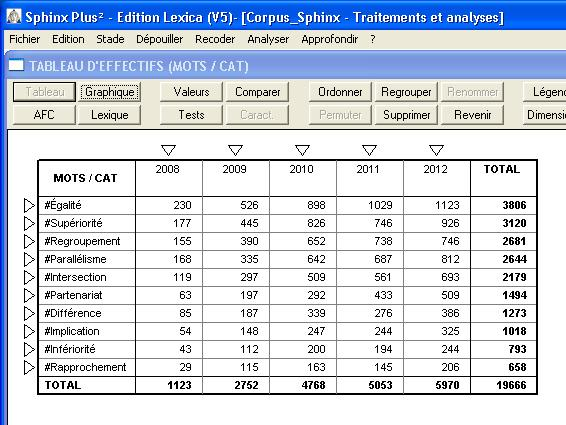 Sphinx Plus² - Edition Lexica (V5)- [Corpus_Sphinx - Traitements et analyses]
Fichier Edition Stade Dépouiller Recoder Analyser Approfondir ?
TABLEAU D'EFFECTIFS (MOTS / CAT)
Tableau Graphique Valeurs Comparer Ordonner Regrouper Renommer Légen
AFC Lexique Tests Caract. Permuter Supprimer Revenir Dimensi
MOTS / CAT 2008 2009 2010 2011 2012 TOTAL
#Égalité 230 526 898 1029 1123 3806
#Supériorité 177 445 826 746 926 3120
#Regroupement 155 390 652 738 746 2681
#Parallélisme 168 335 642 687 812 2644
#Intersection 119 297 509 561 693 2179
#Partenariat 63 197 292 433 509 1494
#Différence 85 187 339 276 386 1273
#Implication 54 148 247 244 325 1018
#Infériorité 43 112 200 194 244 793
#Rapprochement 29 115 163 145 206 658
TOTAL 1123 2752 4768 5053 5970 19666